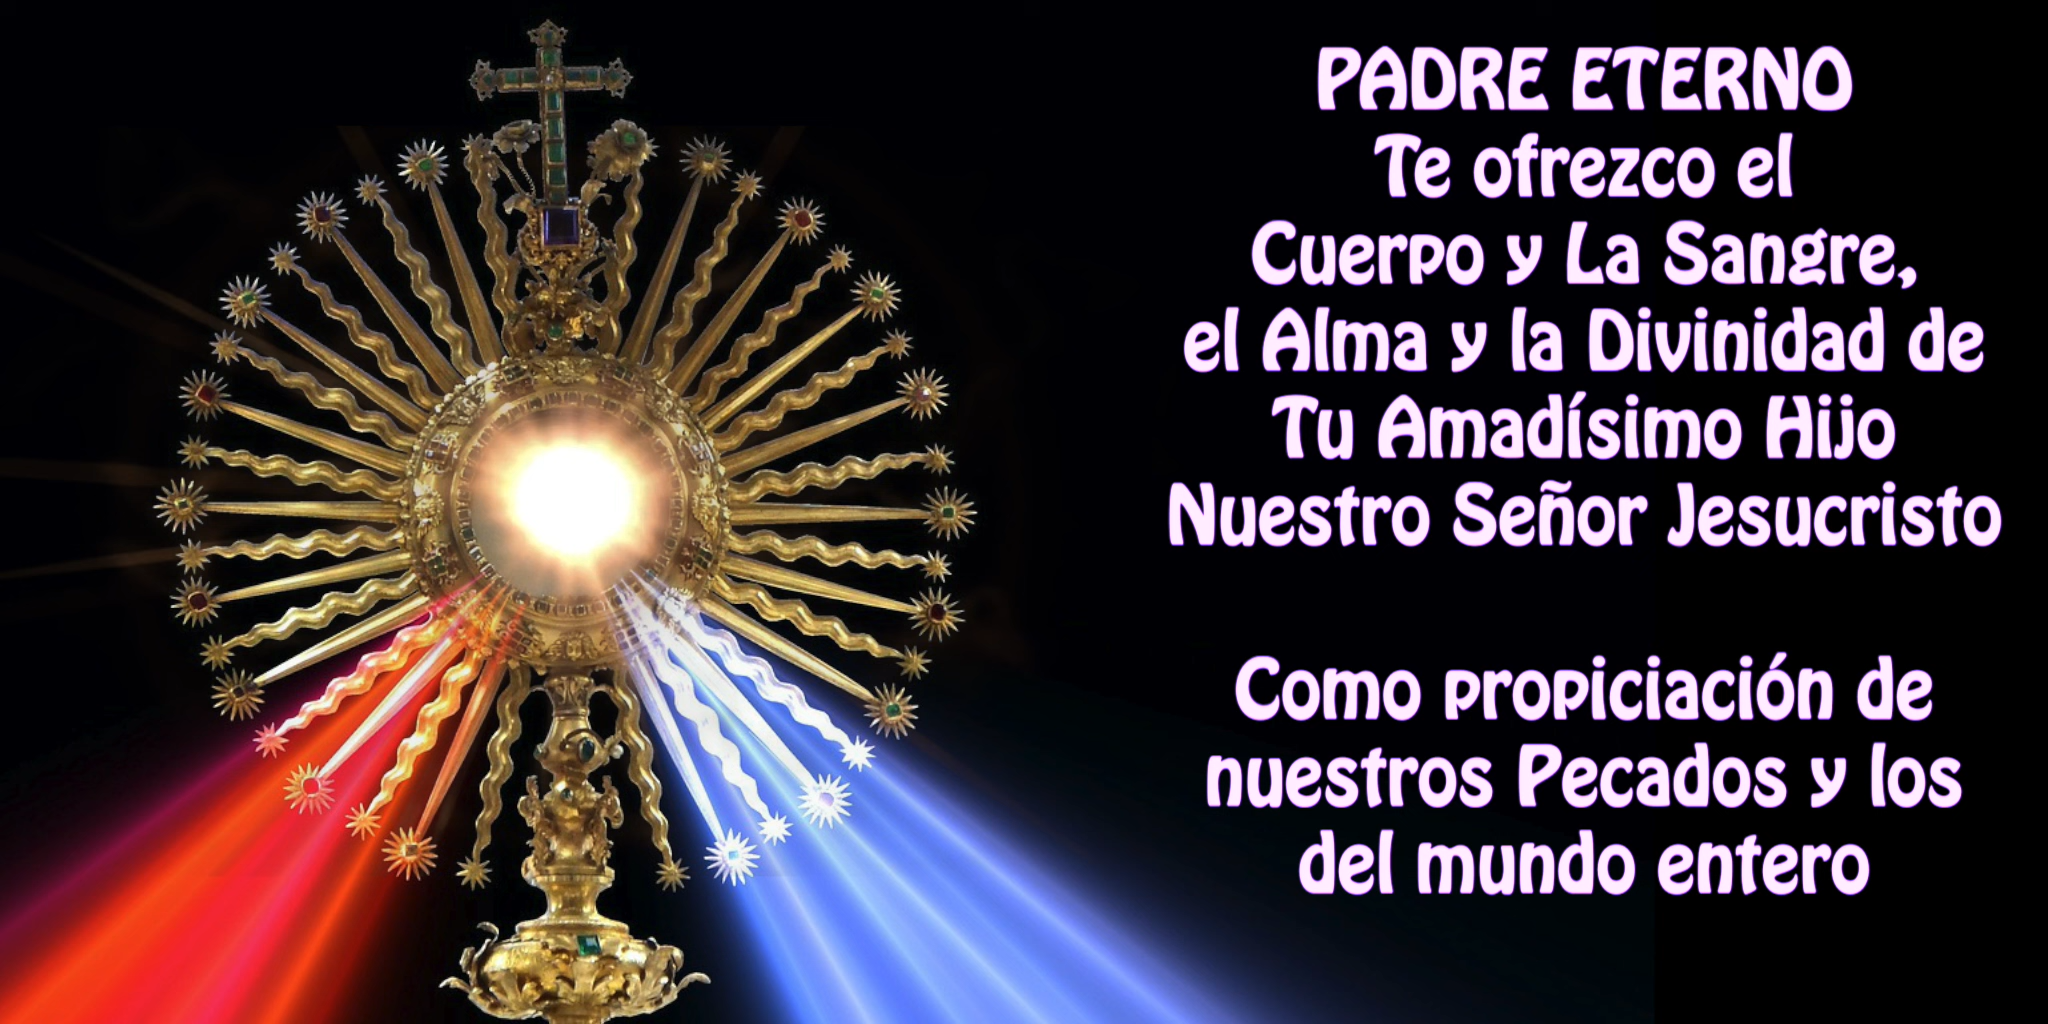 PADRE ETERNO
Te ofrezco el
Cuerpo y La Sangre,
el Alma y la Divinidad de
Tu Amadísimo Hijo
Nuestro Señor Jesucristo
Como propiciación de
nuestros Pecados y los
del mundo entero